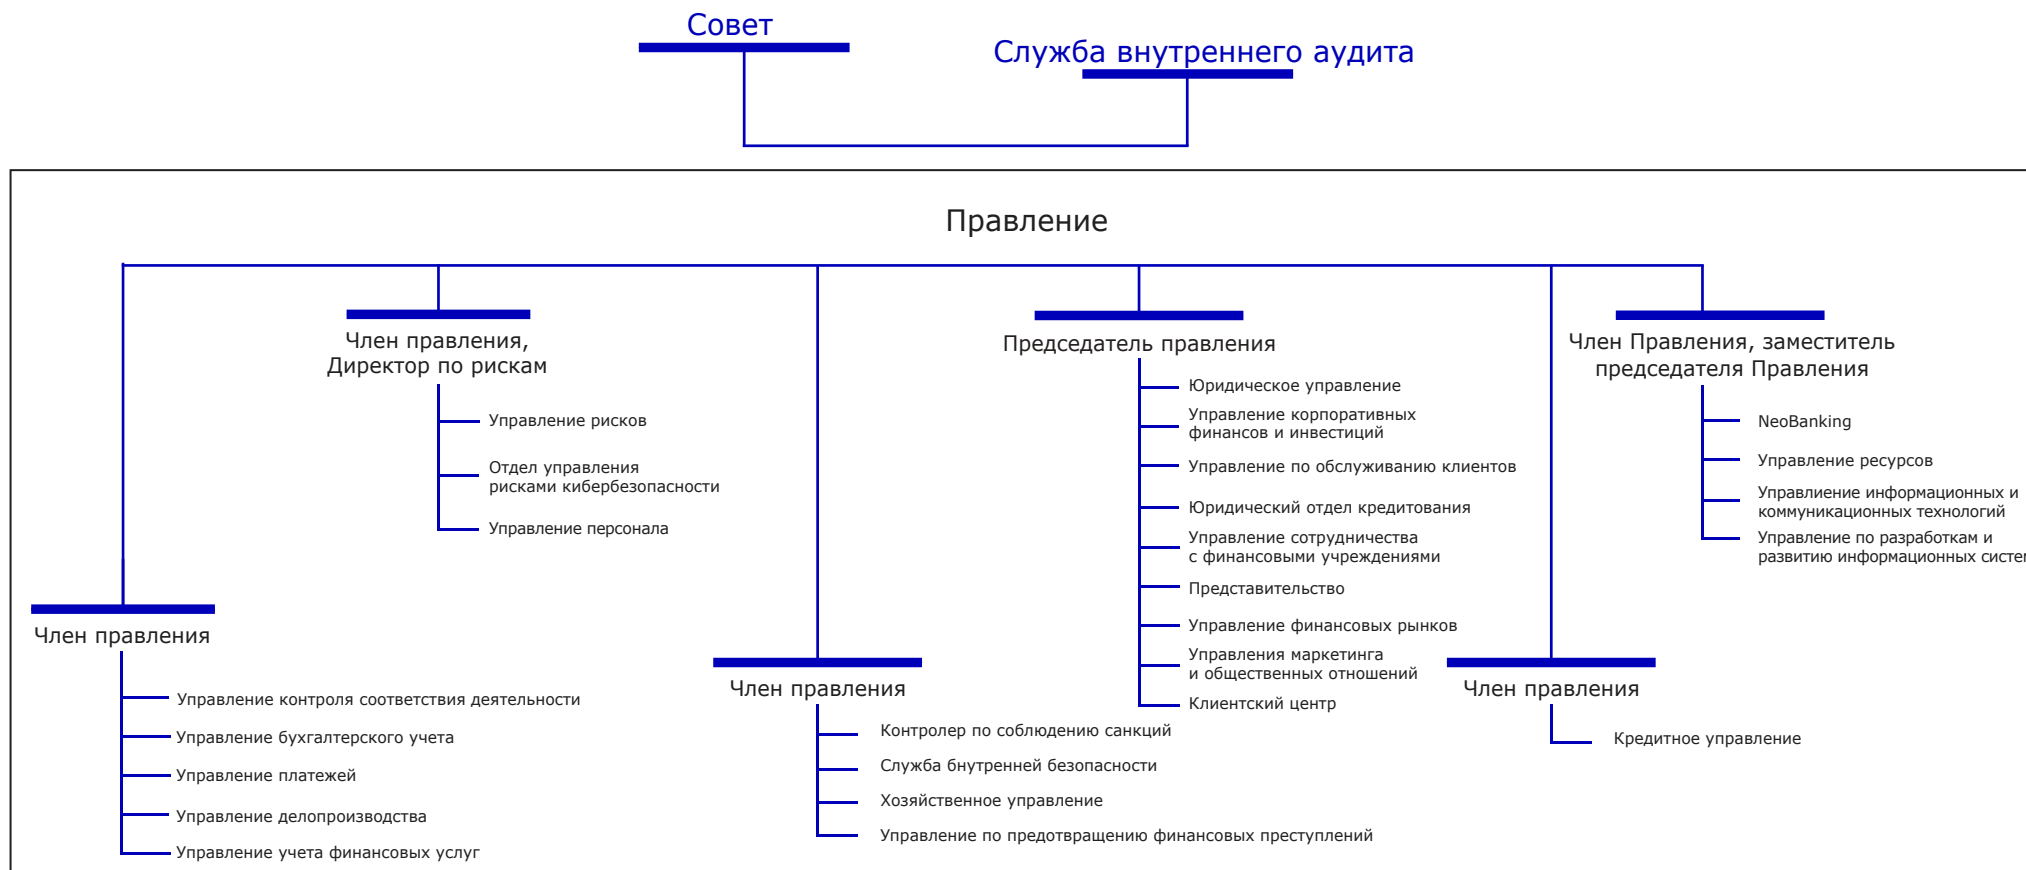 Совет
Служба внутреннего аудита
Правление
Член правления,
Директор по рискам
Управление рисков
Отдел управления
рисками кибербезопасности
Управление персонала
Председатель правления
Юридическое управление
Управление корпоративных
финансов и инвестиций
Управление по обслуживанию клиентов
Юридический отдел кредитования
Управление сотрудничества
с финансовыми учреждениями
Представительство
Управление финансовых рынков
Управления маркетинга
и общественных отношений
Клиентский центр
Член Правления, заместитель
председателя Правления
NeoBanking
Управление ресурсов
Управлиение информационных и
коммуникационных технологий
Управление по разработкам и
развитию информационных систем
Член правления
Управление контроля соответствия деятельности
Управление бухгалтерского учета
Управление платежей
Управление делопроизводства
Управление учета финансовых услуг
Член правления
Контролер по соблюдению санкций
Служба бнутренней безопасности
Хозяйственное управление
Управление по предотвращению финансовых преступлений
Член правления
Кредитное управление